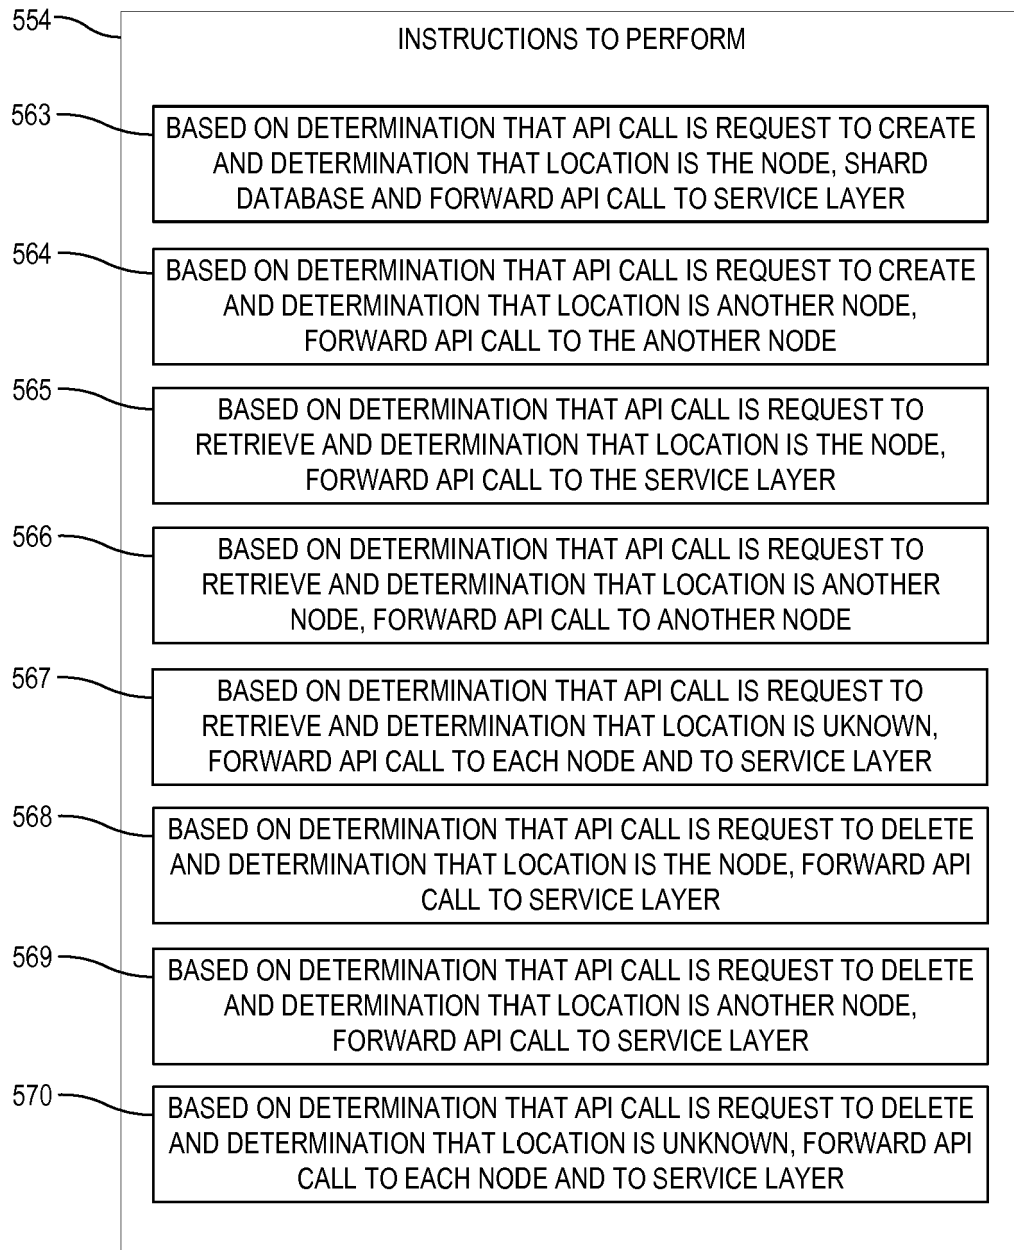 554
INSTRUCTIONS TO PERFORM
563
BASED ON DETERMINATION THAT API CALL IS REQUEST TO CREATE
AND DETERMINATION THAT LOCATION IS THE NODE, SHARD
DATABASE AND FORWARD API CALL TO SERVICE LAYER
564
BASED ON DETERMINATION THAT API CALL IS REQUEST TO CREATE
AND DETERMINATION THAT LOCATION IS ANOTHER NODE,
FORWARD API CALL TO THE ANOTHER NODE
565
BASED ON DETERMINATION THAT API CALL IS REQUEST TO
RETRIEVE AND DETERMINATION THAT LOCATION IS THE NODE,
FORWARD API CALL TO THE SERVICE LAYER
566
BASED ON DETERMINATION THAT API CALL IS REQUEST TO
RETRIEVE AND DETERMINATION THAT LOCATION IS ANOTHER
NODE, FORWARD API CALL TO ANOTHER NODE
567
BASED ON DETERMINATION THAT API CALL IS REQUEST TO
RETRIEVE AND DETERMINATION THAT LOCATION IS UKNOWN,
FORWARD API CALL TO EACH NODE AND TO SERVICE LAYER
568
BASED ON DETERMINATION THAT API CALL IS REQUEST TO DELETE
AND DETERMINATION THAT LOCATION IS THE NODE, FORWARD API
CALL TO SERVICE LAYER
569
BASED ON DETERMINATION THAT API CALL IS REQUEST TO DELETE
AND DETERMINATION THAT LOCATION IS ANOTHER NODE,
FORWARD API CALL TO SERVICE LAYER
570
BASED ON DETERMINATION THAT API CALL IS REQUEST TO DELETE
AND DETERMINATION THAT LOCATION IS UNKNOWN, FORWARD API
CALL TO EACH NODE AND TO SERVICE LAYER